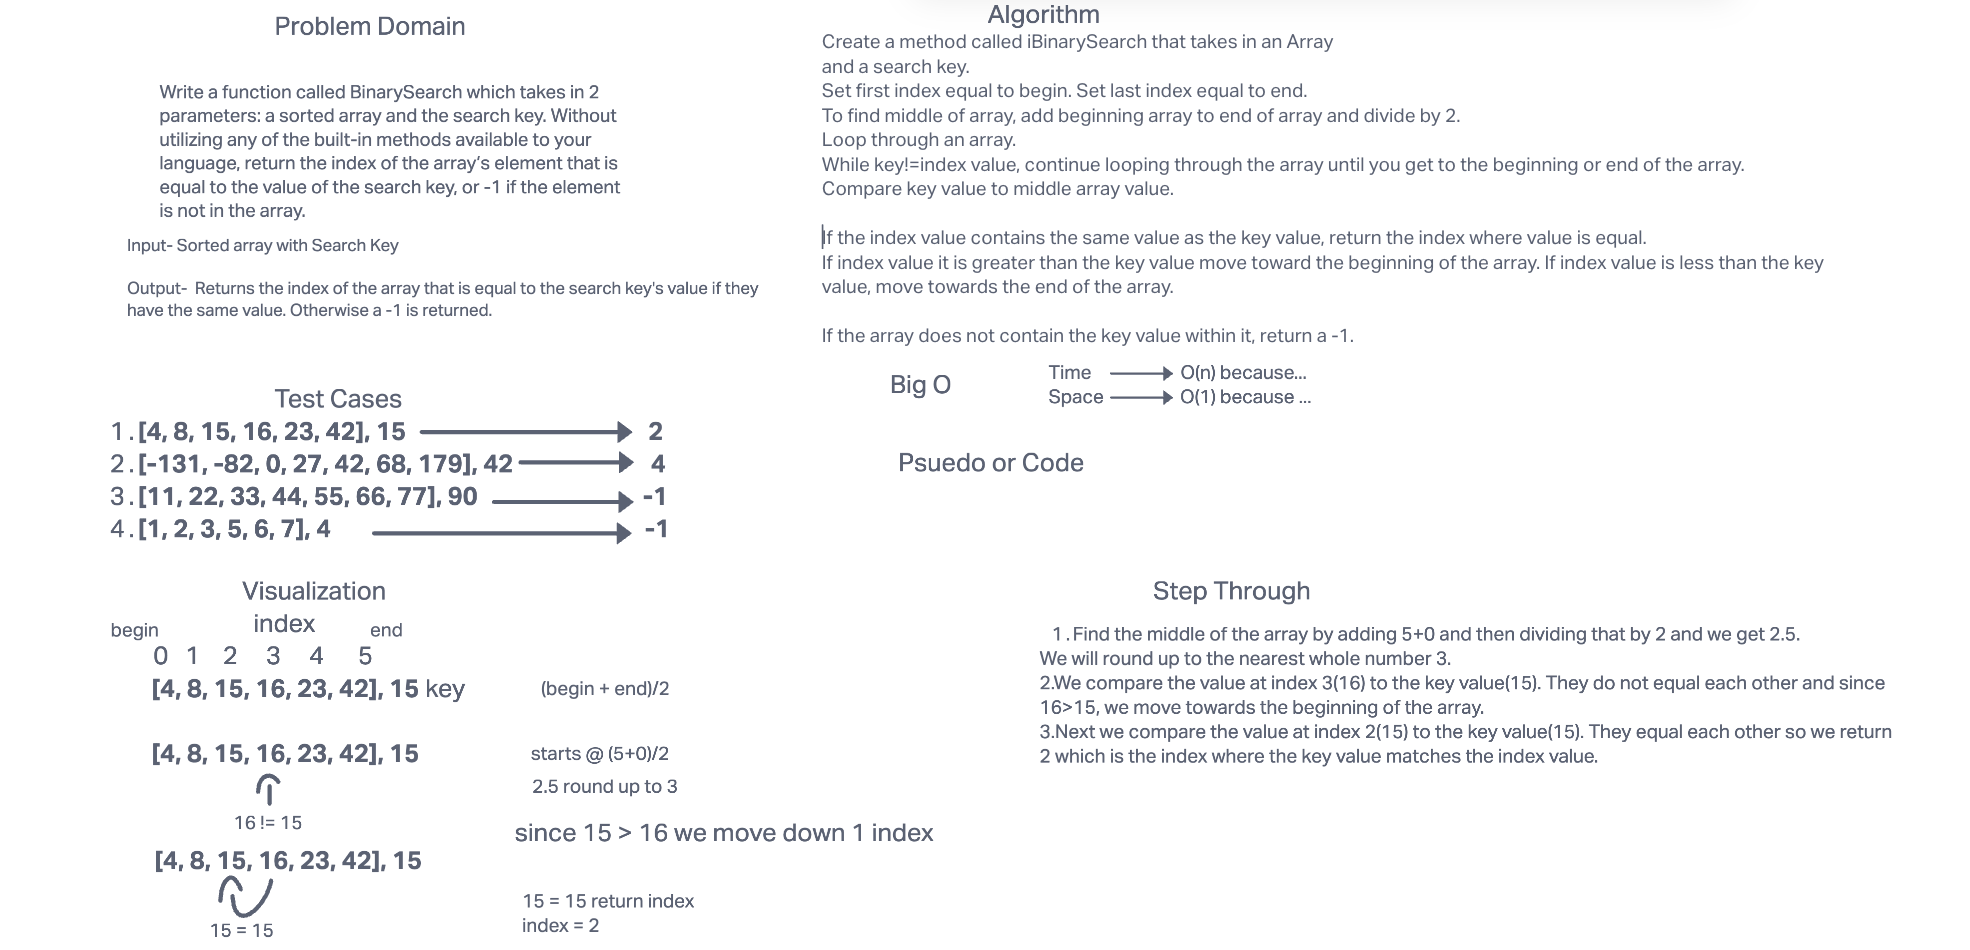 Problem Domain
Write a function called BinarySearch which takes in 2
parameters: a sorted array and the search key. Without
utilizing any of the built-in methods available to your
language, return the index of the array's element that is
equal to the value of the search key, or -1 if the element
is not in the array.
Input- Sorted array with Search Key
Output- Returns the index of the array that is equal to the search key's value if they
have the same value. Otherwise a -1 is returned.
Test Cases
1. [4, 8, 15, 16, 23, 42], 15 2
2. [-131, -82, 0, 27, 42, 68, 179], 42 4
3. [11, 22, 33, 44, 55, 66, 77], 90 -1
4. [1, 2, 3, 5, 6, 7], 4 -1
Visualization
index
begin end
0 1 2 3 4 5
[4, 8, 15, 16, 23, 42], 15 key (begin + end)/2
[4, 8, 15, 16, 23, 42], 15 starts @ (5+0)/2
2.5 round up to 3
16 != 15
since 15 > 16 we move down 1 index
[4, 8, 15, 16, 23, 42], 15
15 = 15 return index
index = 2
15 = 15
Algorithm
Create a method called iBinarySearch that takes in an Array
and a search key.
Set first index equal to begin. Set last index equal to end.
To find middle of array, add beginning array to end of array and divide by 2.
Loop through an array.
While key!=index value, continue looping through the array until you get to the beginning or end of the array.
Compare key value to middle array value.
If the index value contains the same value as the key value, return the index where value is equal.
If index value it is greater than the key value move toward the beginning of the array. If index value is less than the key
value, move towards the end of the array.
If the array does not contain the key value within it, return a -1.
Big O
Time O(n) because...
Space O(1) because ...
Psuedo or Code
Step Through
1. Find the middle of the array by adding 5+0 and then dividing that by 2 and we get 2.5.
We will round up to the nearest whole number 3.
2.We compare the value at index 3(16) to the key value(15). They do not equal each other and since
16>15, we move towards the beginning of the array.
3.Next we compare the value at index 2(15) to the key value(15). They equal each other so we return
2 which is the index where the key value matches the index value.